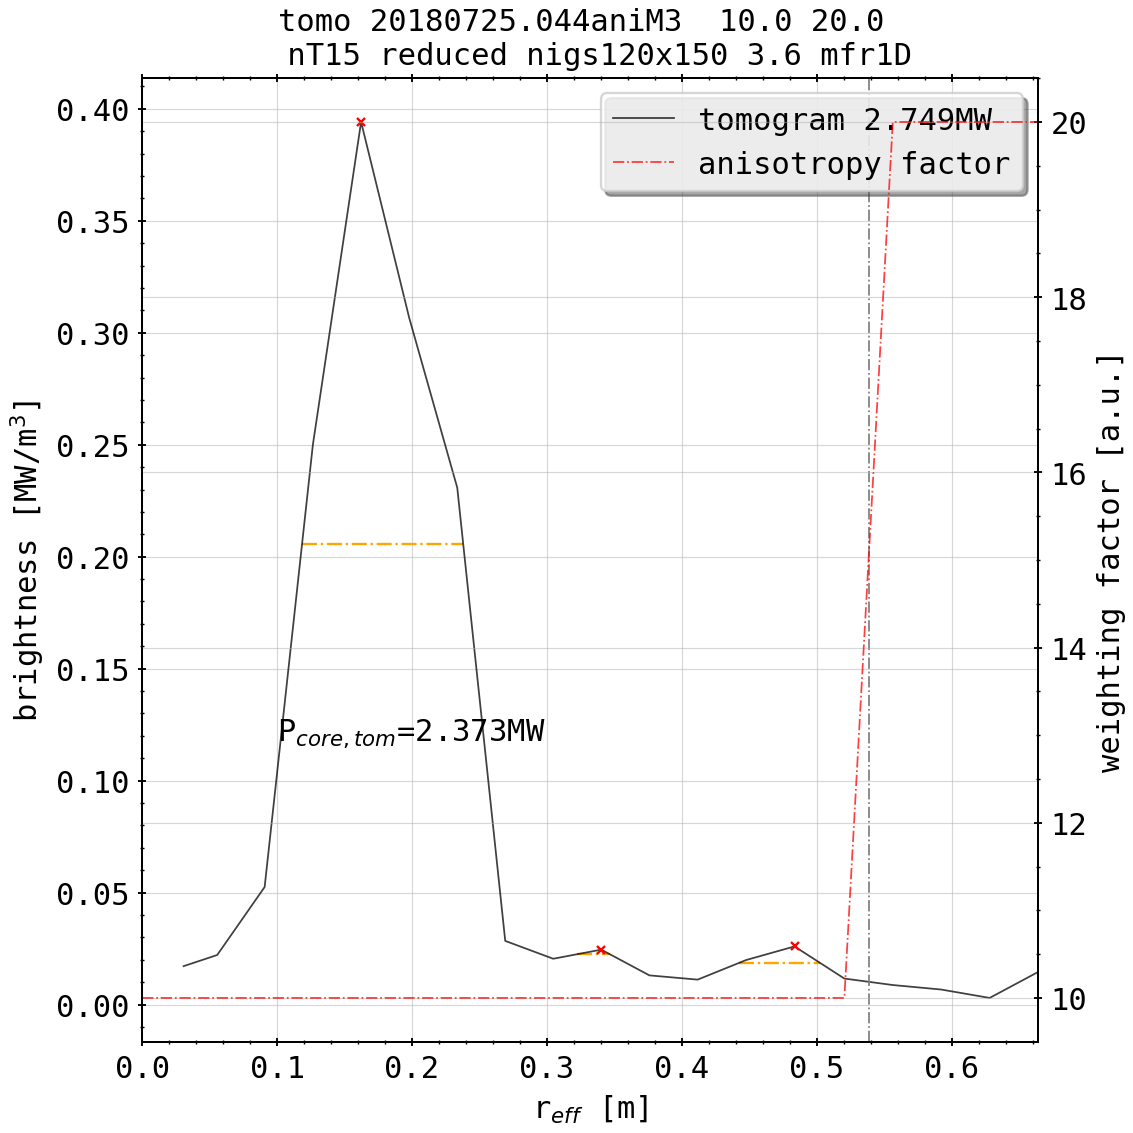 tomo 20180725.044aniM3  10.0 20.0
nT15 reduced nigs120x150 3.6 mfr1D
tomogram 2.749MW
anisotropy factor
brightness [MW/m³]
0.40
0.35
0.30
0.25
0.20
0.15
0.10
0.05
0.00
P_core,tom=2.373MW
20
18
16
14
12
10
weighting factor [a.u.]
0.0 0.1 0.2 0.3 0.4 0.5 0.6
r_eff [m]